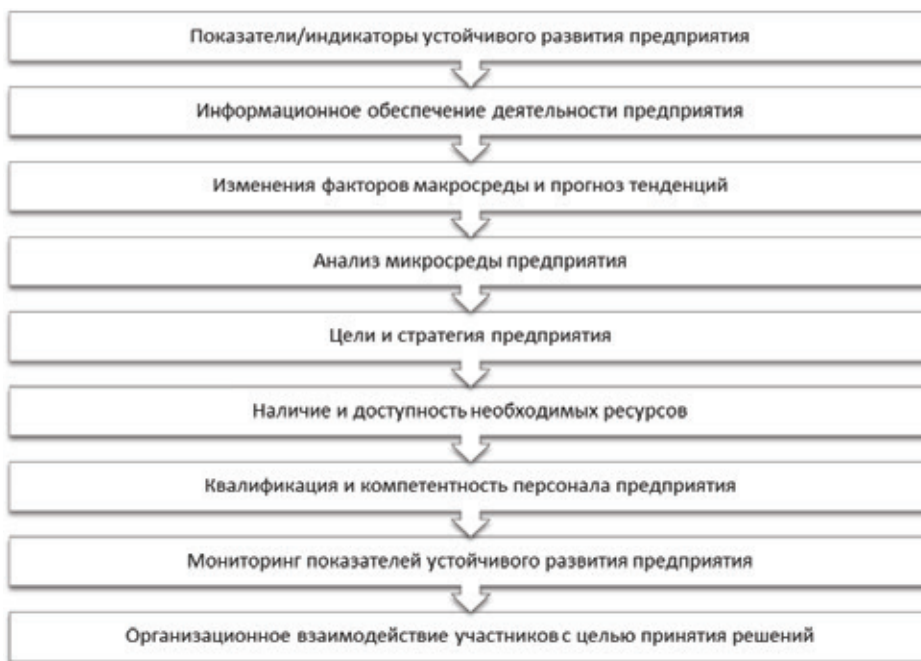 Показатели/индикаторы устойчивого развития предприятия
Информационное обеспечение деятельности предприятия
Изменения факторов макросреды и прогноз тенденций
Анализ микросреды предприятия
Цели и стратегия предприятия
Наличие и доступность необходимых ресурсов
Квалификация и компетентность персонала предприятия
Мониторинг показателей устойчивого развития предприятия
Организационное взаимодействие участников с целью принятия решений